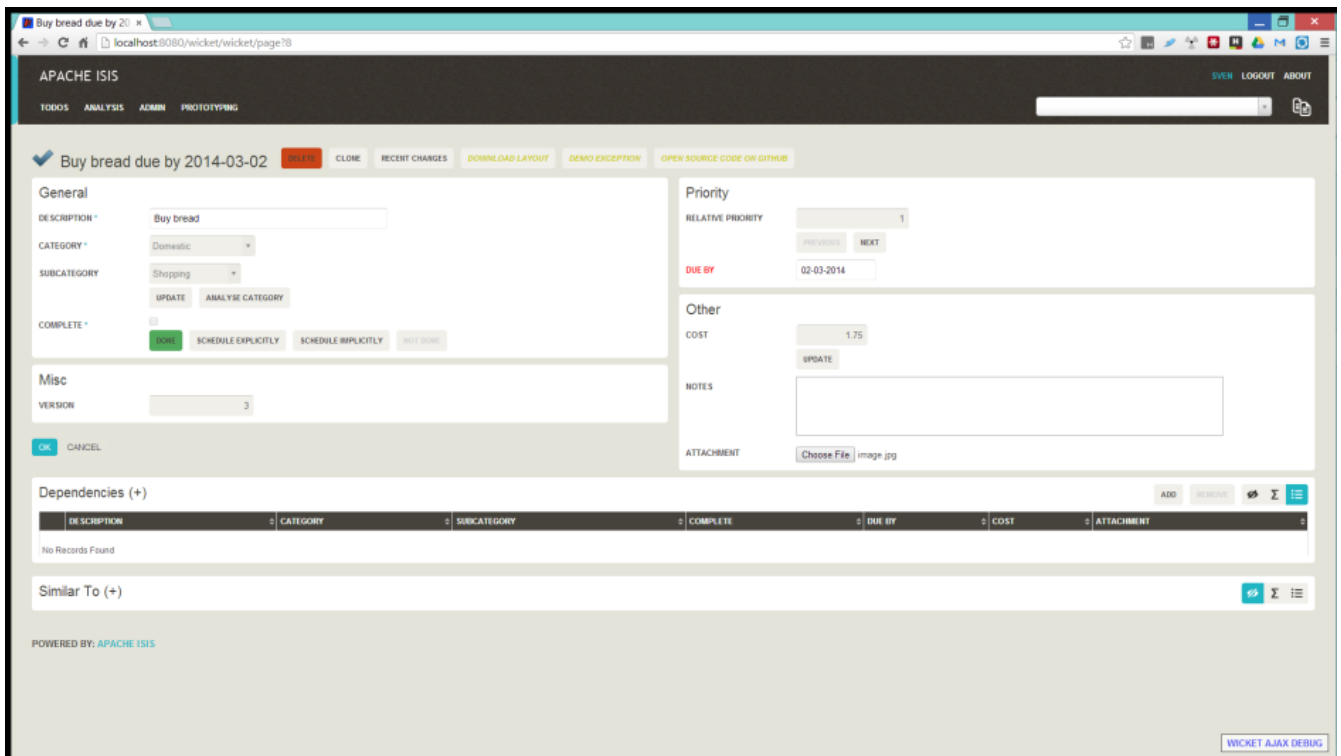 Buy bread due by 20
localhost:8080/wicket/wicket/page?8
APACHE ISIS
SVEN LOGOUT ABOUT
TODOS ANALYSIS ADMIN PROTOTYPING
Buy bread due by 2014-03-02 DELETE CLONE RECENT CHANGES DOWNLOAD LAYOUT DEMO EXCEPTION OPEN SOURCE CODE ON GITHUB
General
DESCRIPTION * Buy bread
CATEGORY * Domestic
SUBCATEGORY Shopping
UPDATE ANALYSE CATEGORY
COMPLETE *
DONE SCHEDULE EXPLICITLY SCHEDULE IMPLICITLY NOT DONE
Misc
VERSION 3
OK CANCEL
Priority
RELATIVE PRIORITY 1
PREVIOUS NEXT
DUE BY 02-03-2014
Other
COST 1.75
UPDATE
NOTES
ATTACHMENT Choose File image.jpg
Dependencies (+) ADD REMOVE Σ
DESCRIPTION CATEGORY SUBCATEGORY COMPLETE DUE BY COST ATTACHMENT
No Records Found
Similar To (+) Σ
POWERED BY: APACHE ISIS
WICKET AJAX DEBUG